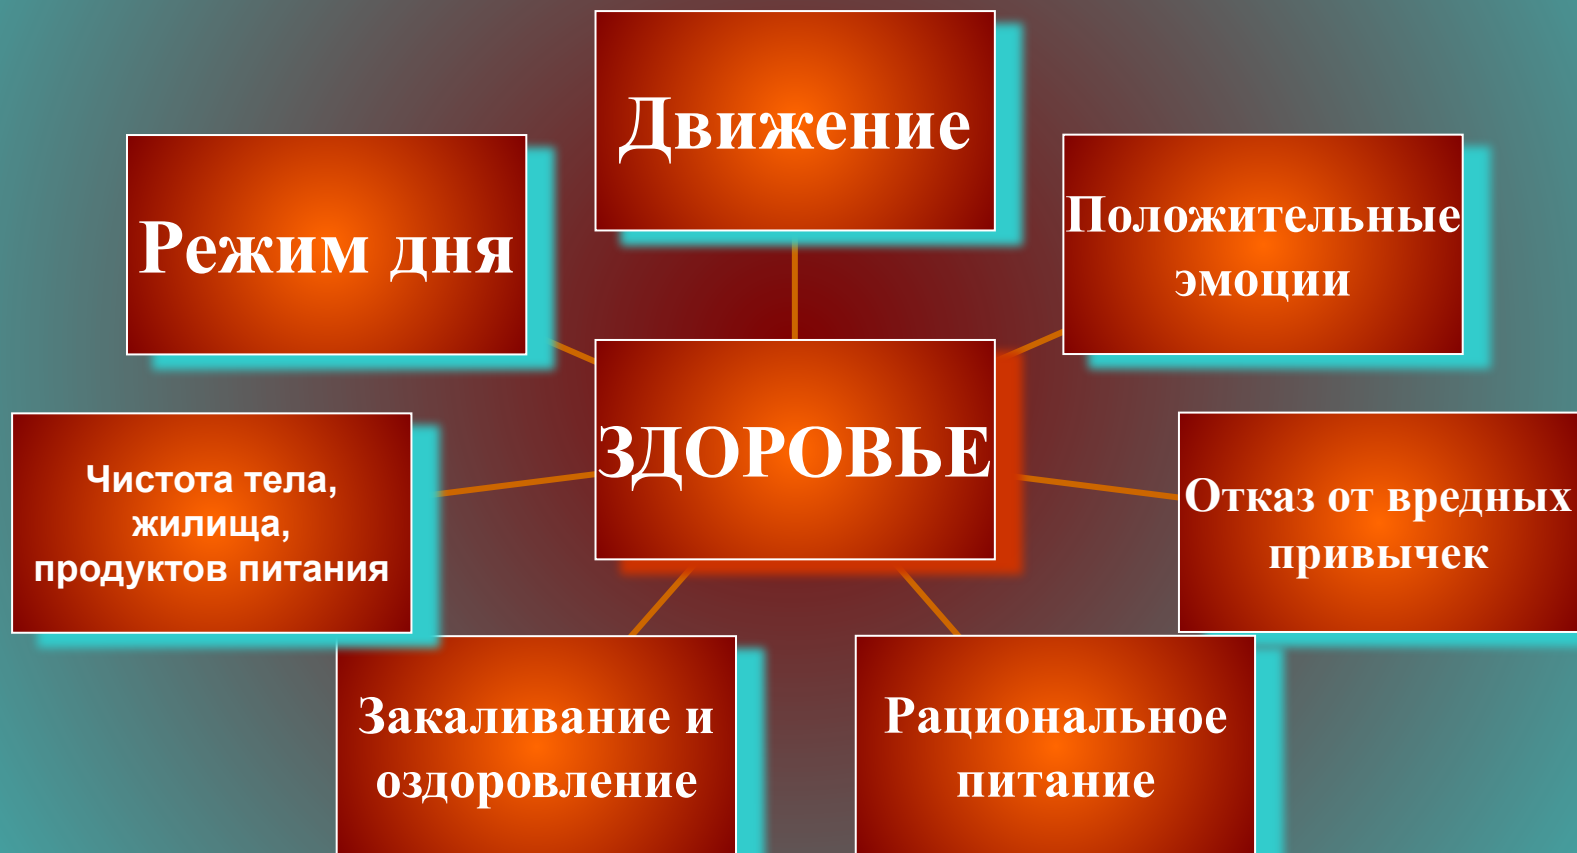 Движение
Режим дня
Положительные
эмоции
ЗДОРОВЬЕ
Чистота тела,
жилища,
продуктов питания
Отказ от вредных
привычек
Закаливание и
оздоровление
Рациональное
питание